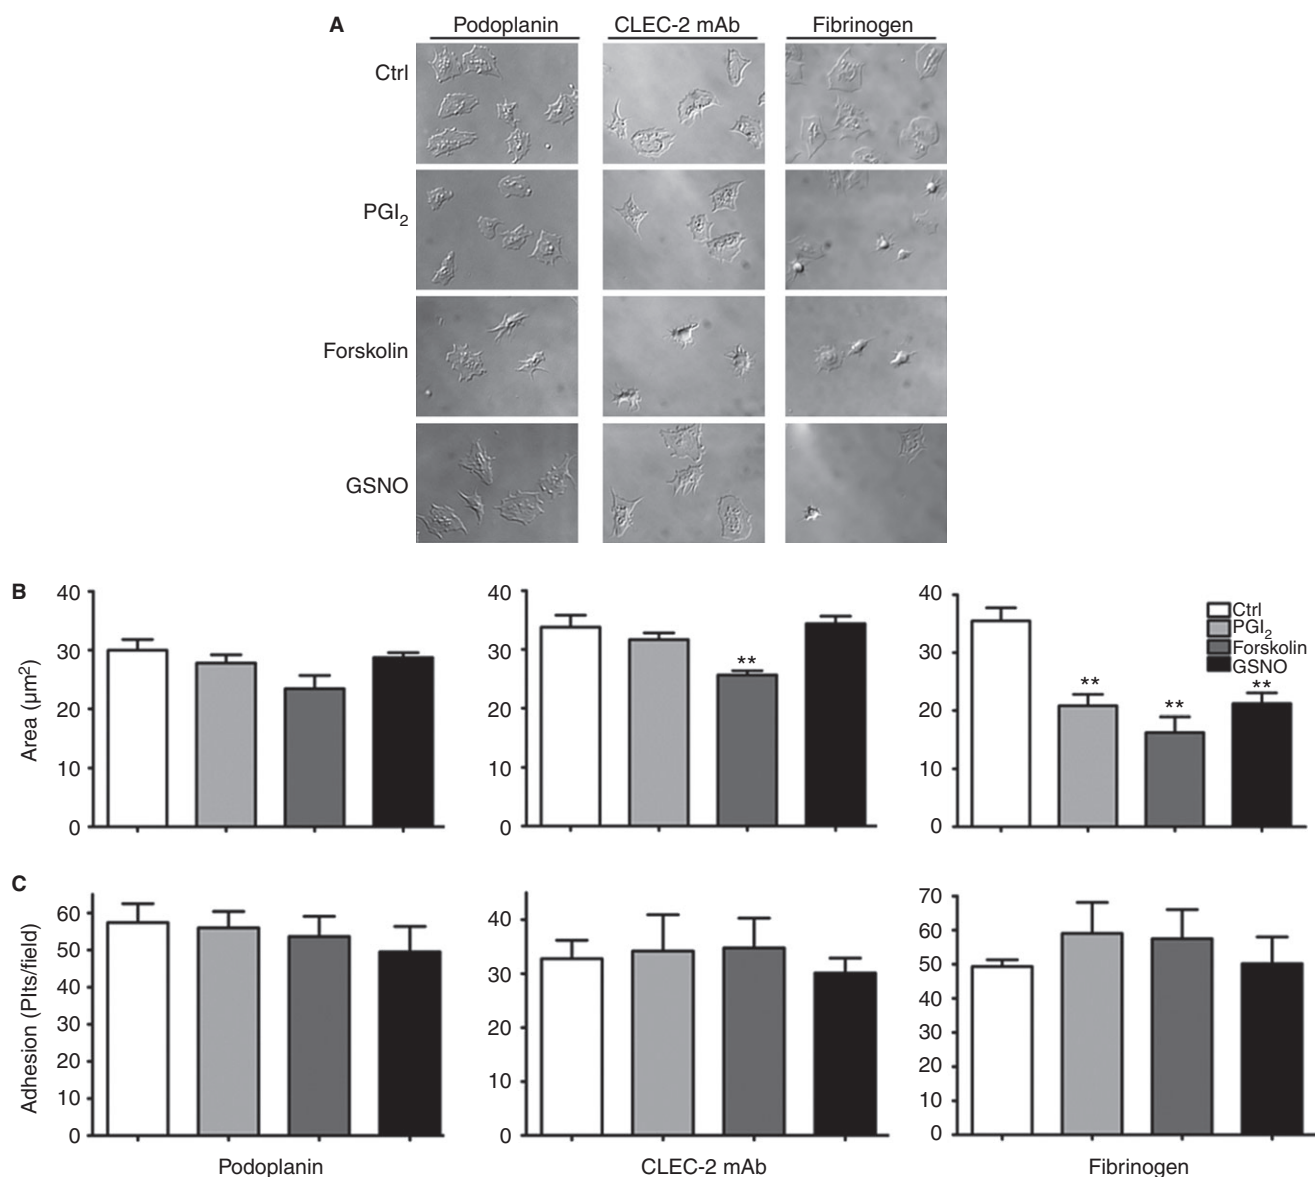 A
Podoplanin CLEC-2 mAb Fibrinogen
Ctrl
PGI2
Forskolin
GSNO
B
Area (µm²)
40
30
20
10
0
40
30
20
10
0
**
40
30
20
10
0
**
**
**
Ctrl
PGI2
Forskolin
GSNO
C
Adhesion (Plts/field)
60
50
40
30
20
10
0
Podoplanin
40
30
20
10
0
CLEC-2 mAb
70
60
50
40
30
20
10
0
Fibrinogen